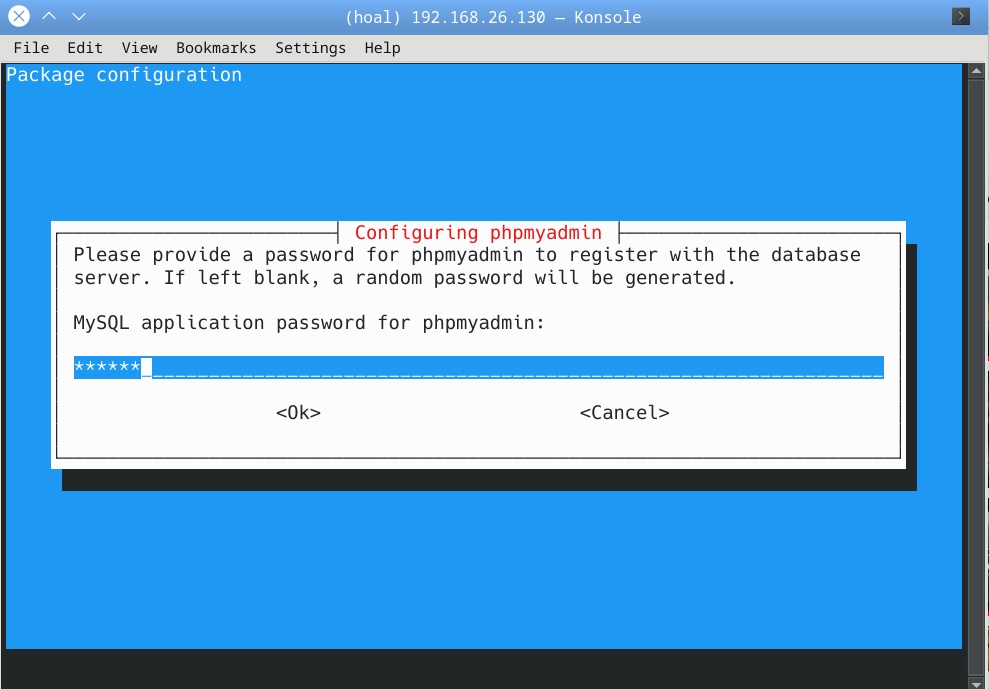 (hoal) 192.168.26.130 — Konsole
File Edit View Bookmarks Settings Help
Package configuration
Configuring phpmyadmin
Please provide a password for phpmyadmin to register with the database
server. If left blank, a random password will be generated.
MySQL application password for phpmyadmin:
******_________________________________________________________________
<Ok> <Cancel>